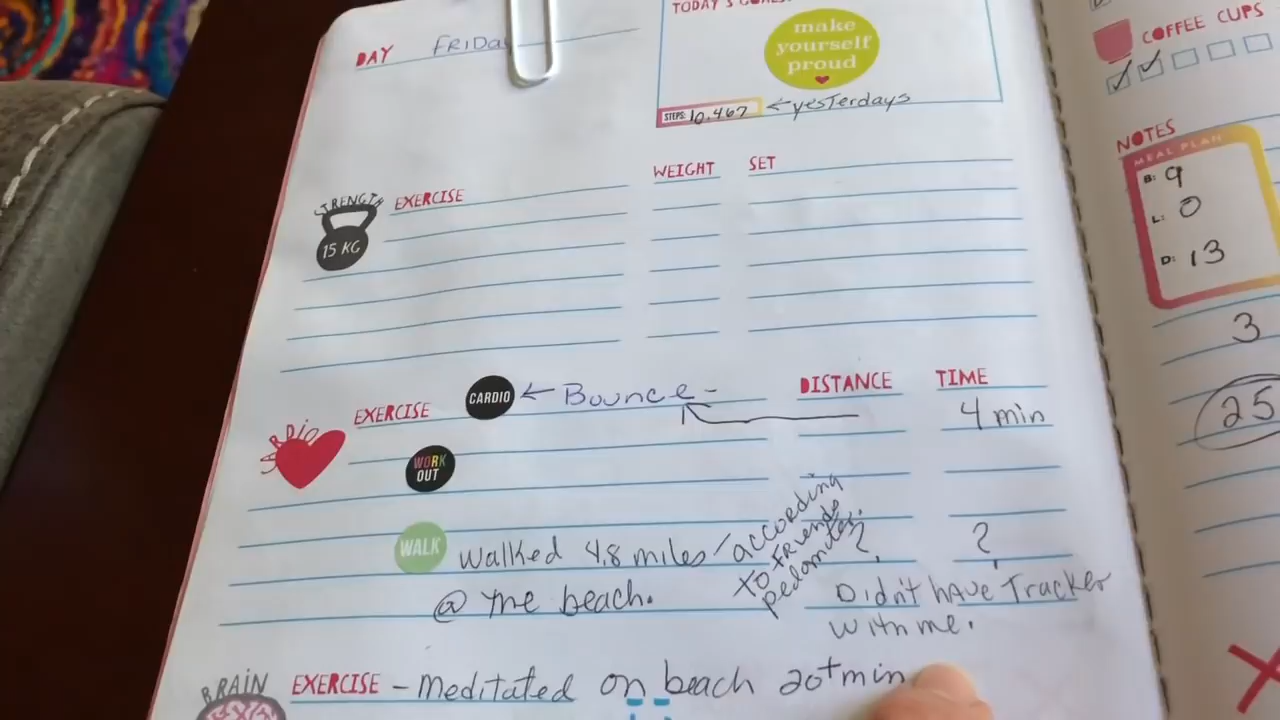 TODAY'S GOALS
DAY FRIDay
make
yourself
proud
STEPS: 10,467 ← yesterdays
STRENGTH
15 KG
EXERCISE WEIGHT SET
CARDIO
EXERCISE
CARDIO ← Bounce -
DISTANCE TIME
4 min
WORK
OUT
WALK walked 4.8 miles / according
to friends
pedometer.
? ?
@ the beach.
Didn't have Tracker
with me.
BRAIN EXERCISE - Meditated on beach 20+ min
COFFEE CUPS
NOTES
MEAL PLAN
B: 9
L: 0
D: 13
3
25